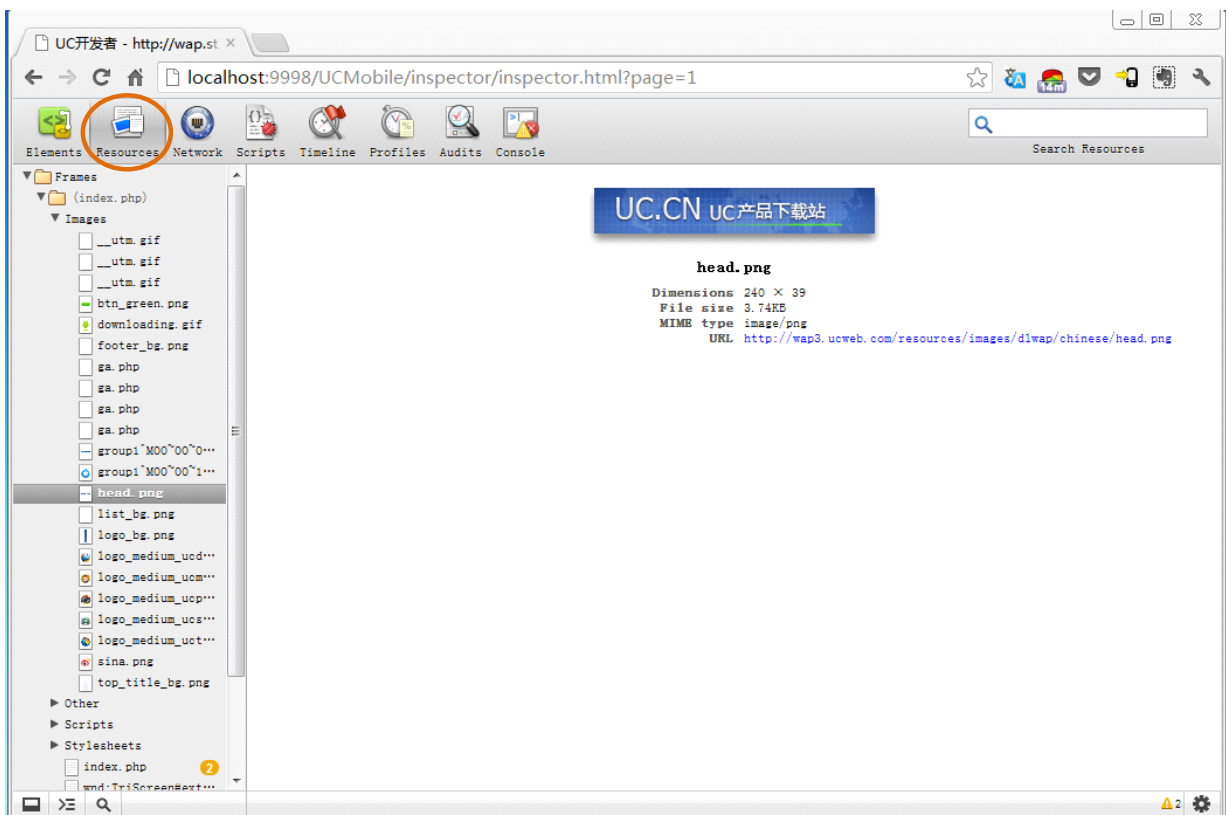 UC开发者 - http://wap.st
localhost:9998/UCMobile/inspector/inspector.html?page=1
14m
Elements Resources Network Scripts Timeline Profiles Audits Console
Search Resources
Frames
(index.php)
Images
__utm.gif
__utm.gif
__utm.gif
btn_green.png
downloading.gif
footer_bg.png
ga.php
ga.php
ga.php
ga.php
group1^M00~00~0…
group1^M00~00~1…
head.png
list_bg.png
logo_bg.png
logo_medium_ucd…
logo_medium_ucm…
logo_medium_ucp…
logo_medium_ucs…
logo_medium_uct…
sina.png
top_title_bg.png
Other
Scripts
Stylesheets
index.php 2
wnd:TriScreen#ext…
UC.CN UC产品下载站
head.png
Dimensions 240 × 39
File size 3.74KB
MIME type image/png
URL http://wap3.ucweb.com/resources/images/dlwap/chinese/head.png
2